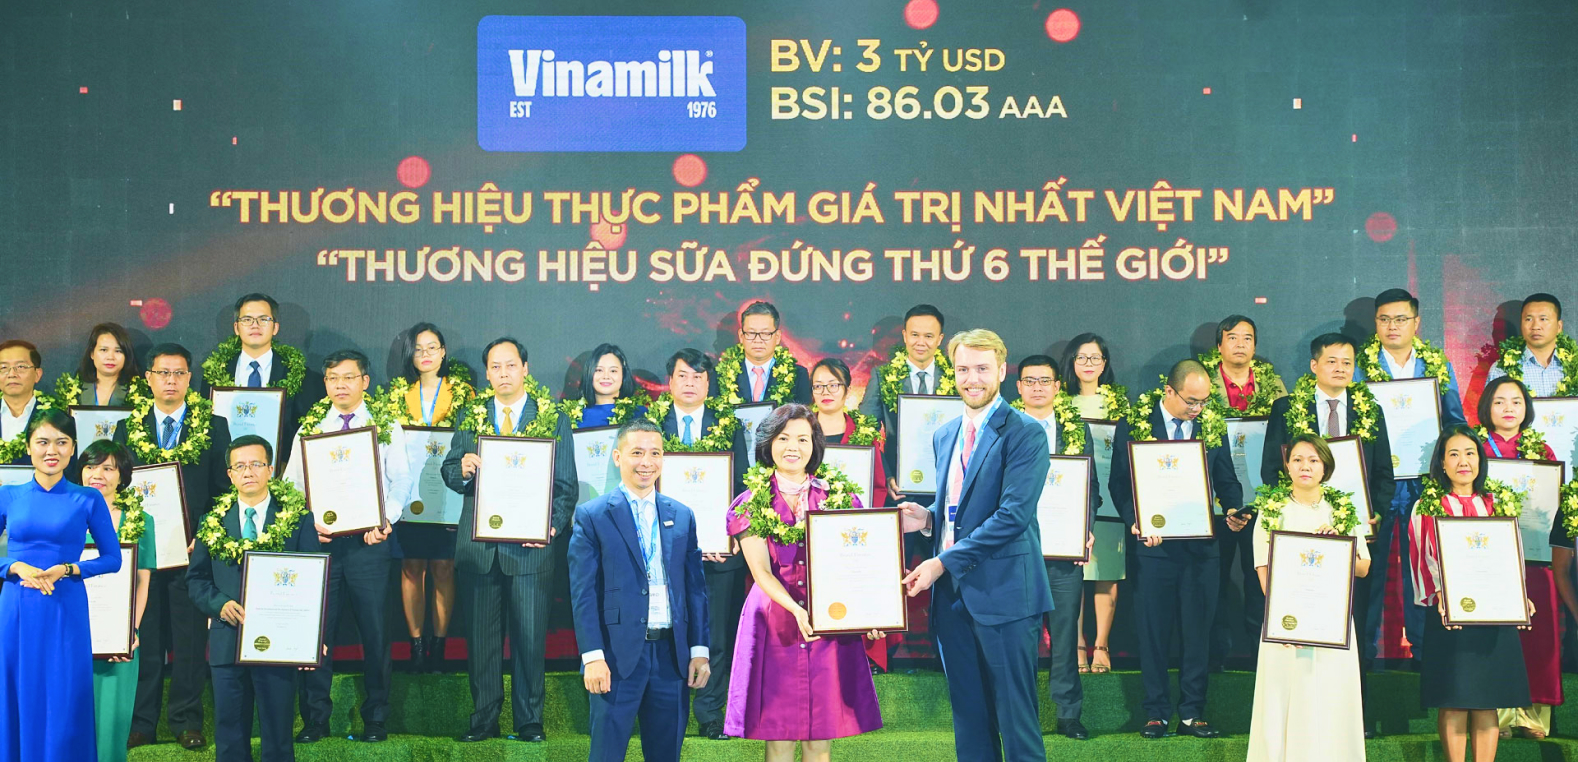 Vinamilk®
EST 1976
BV: 3 TỶ USD
BSI: 86.03 AAA
“THƯƠNG HIỆU THỰC PHẨM GIÁ TRỊ NHẤT VIỆT NAM”
“THƯƠNG HIỆU SỮA ĐỨNG THỨ 6 THẾ GIỚI”